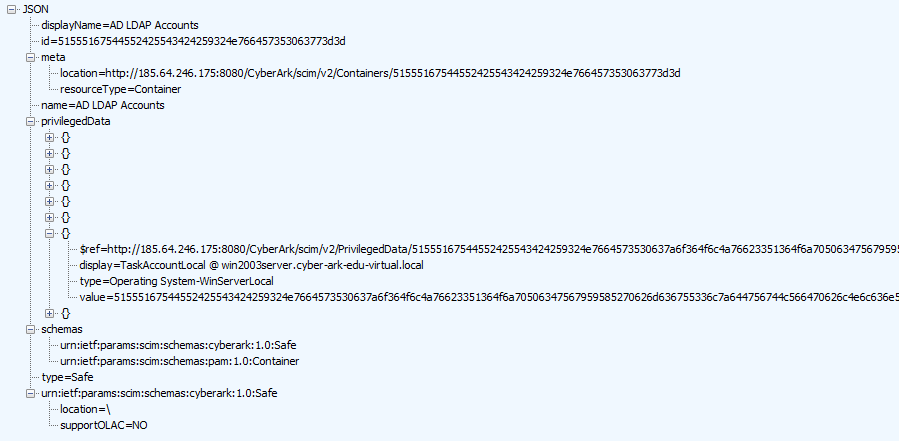 JSON
displayName=AD LDAP Accounts
id=51555167544552425543424259324e766457353063773d3d
meta
location=http://185.64.246.175:8080/CyberArk/scim/v2/Containers/51555167544552425543424259324e766457353063773d3d
resourceType=Container
name=AD LDAP Accounts
privilegedData
{}
{}
{}
{}
{}
{}
{}
$ref=http://185.64.246.175:8080/CyberArk/scim/v2/PrivilegedData/51555167544552425543424259324e7664573530637a6f364f6c4a76623351364f6a70506347567959595
display=TaskAccountLocal @ win2003server.cyber-ark-edu-virtual.local
type=Operating System-WinServerLocal
value=51555167544552425543424259324e7664573530637a6f364f6c4a76623351364f6a70506347567959585270626d636755336c7a644756744c566470626c4e6c636e5
{}
schemas
urn:ietf:params:scim:schemas:cyberark:1.0:Safe
urn:ietf:params:scim:schemas:pam:1.0:Container
type=Safe
urn:ietf:params:scim:schemas:cyberark:1.0:Safe
location=\
supportOLAC=NO